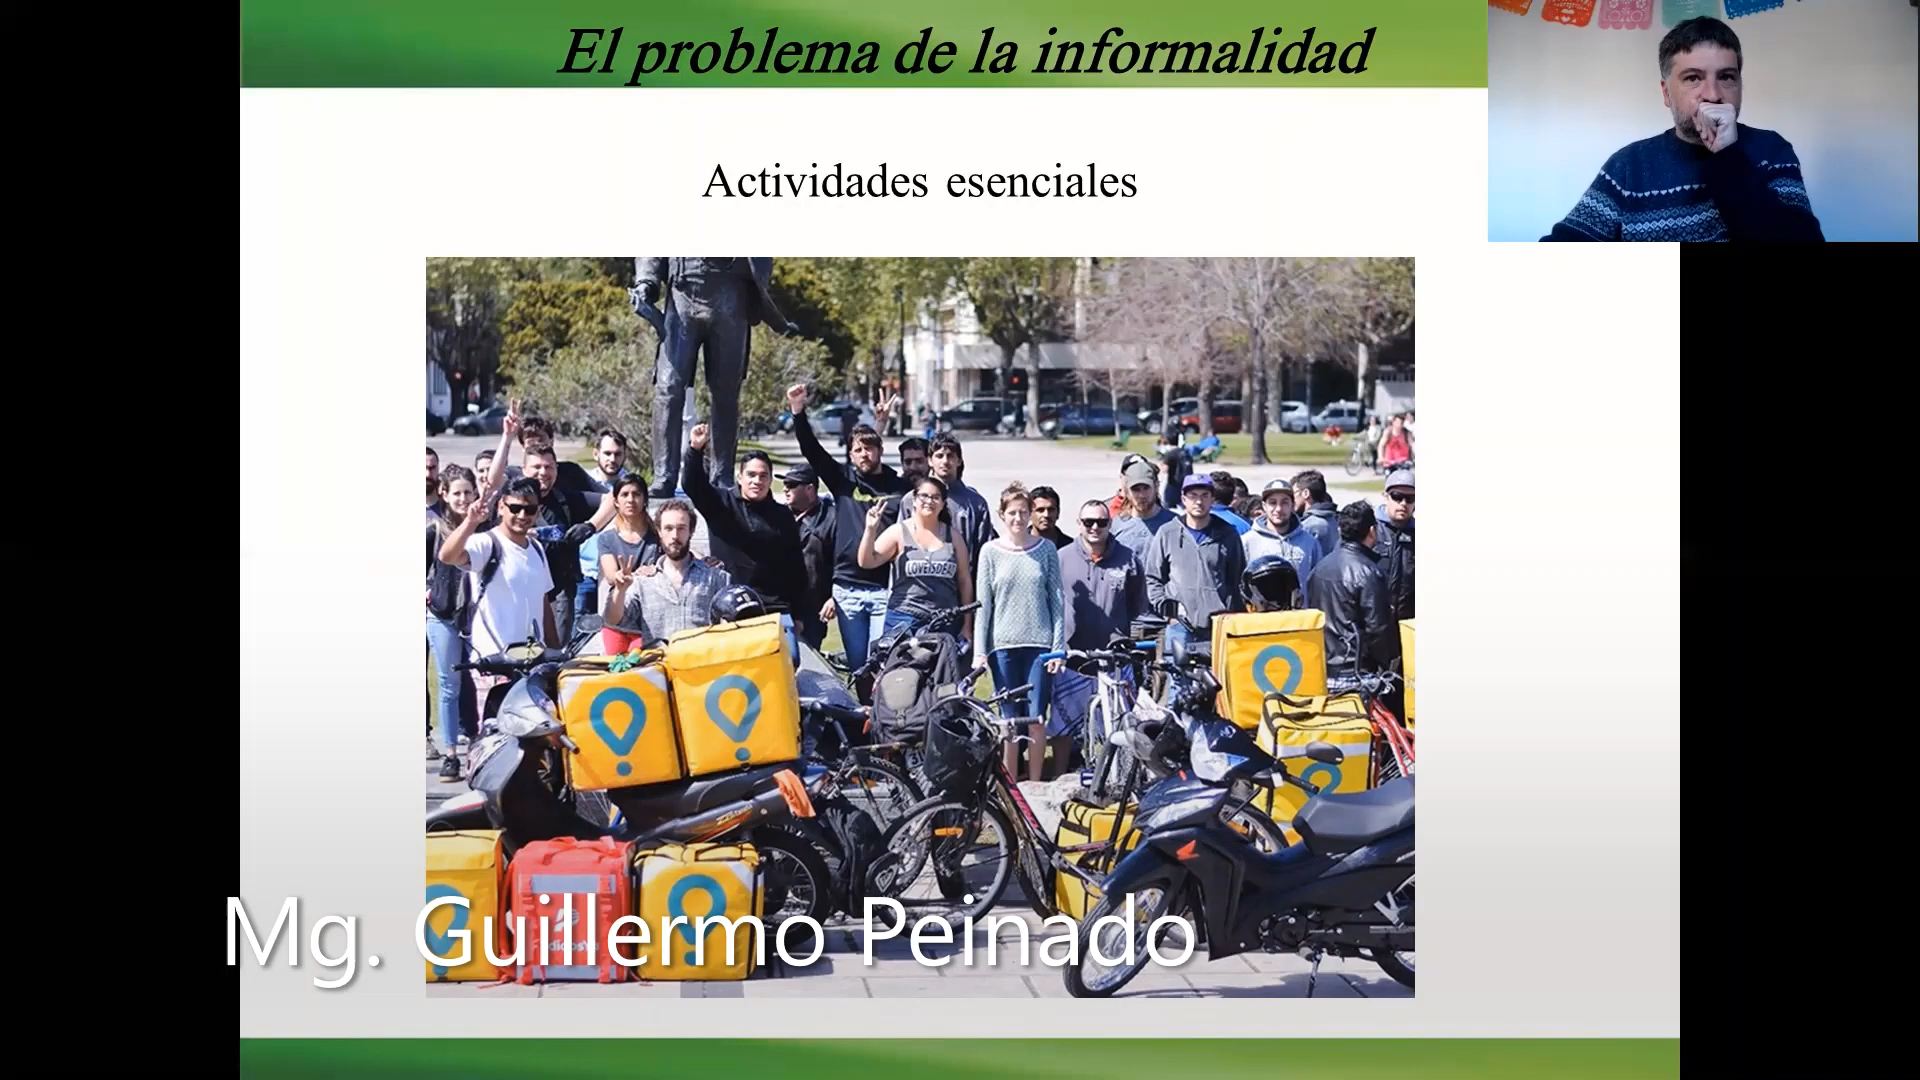 El problema de la informalidad
Actividades esenciales
LOVEISDEAD
Mg. Guillermo Peinado